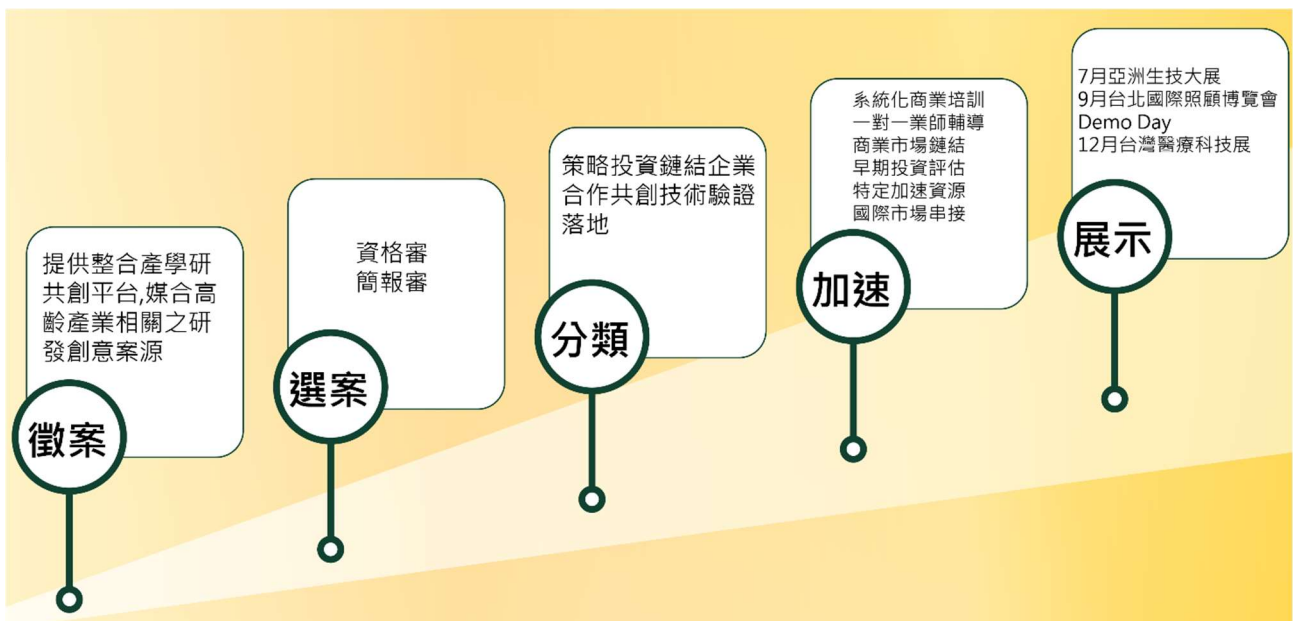 提供整合產學研
共創平台,媒合高
齡產業相關之研
發創意案源
徵案
資格審
簡報審
選案
策略投資鏈結企業
合作共創技術驗證
落地
分類
系統化商業培訓
一對一業師輔導
商業市場鏈結
早期投資評估
特定加速資源
國際市場串接
加速
7月亞洲生技大展
9月台北國際照顧博覽會
Demo Day
12月台灣醫療科技展
展示